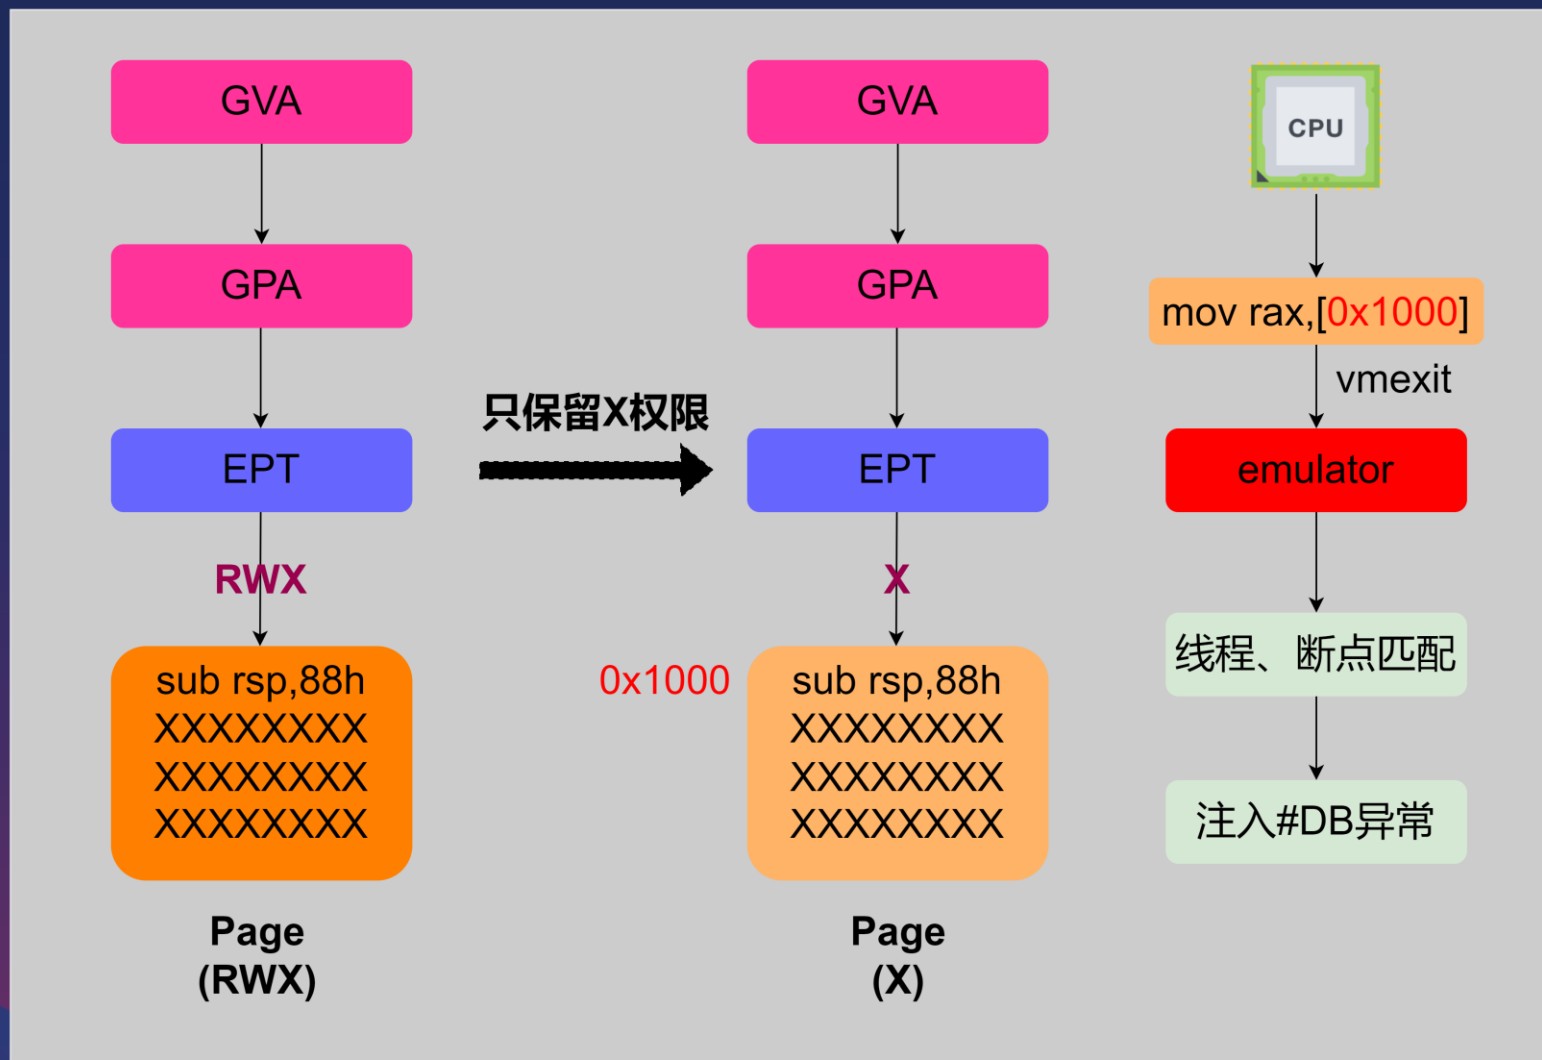 GVA
GPA
EPT
RWX
sub rsp,88h
XXXXXXXX
XXXXXXXX
XXXXXXXX
Page
(RWX)
只保留X权限
GVA
GPA
EPT
X
0x1000
sub rsp,88h
XXXXXXXX
XXXXXXXX
XXXXXXXX
Page
(X)
CPU
mov rax,[0x1000]
vmexit
emulator
线程、断点匹配
注入#DB异常